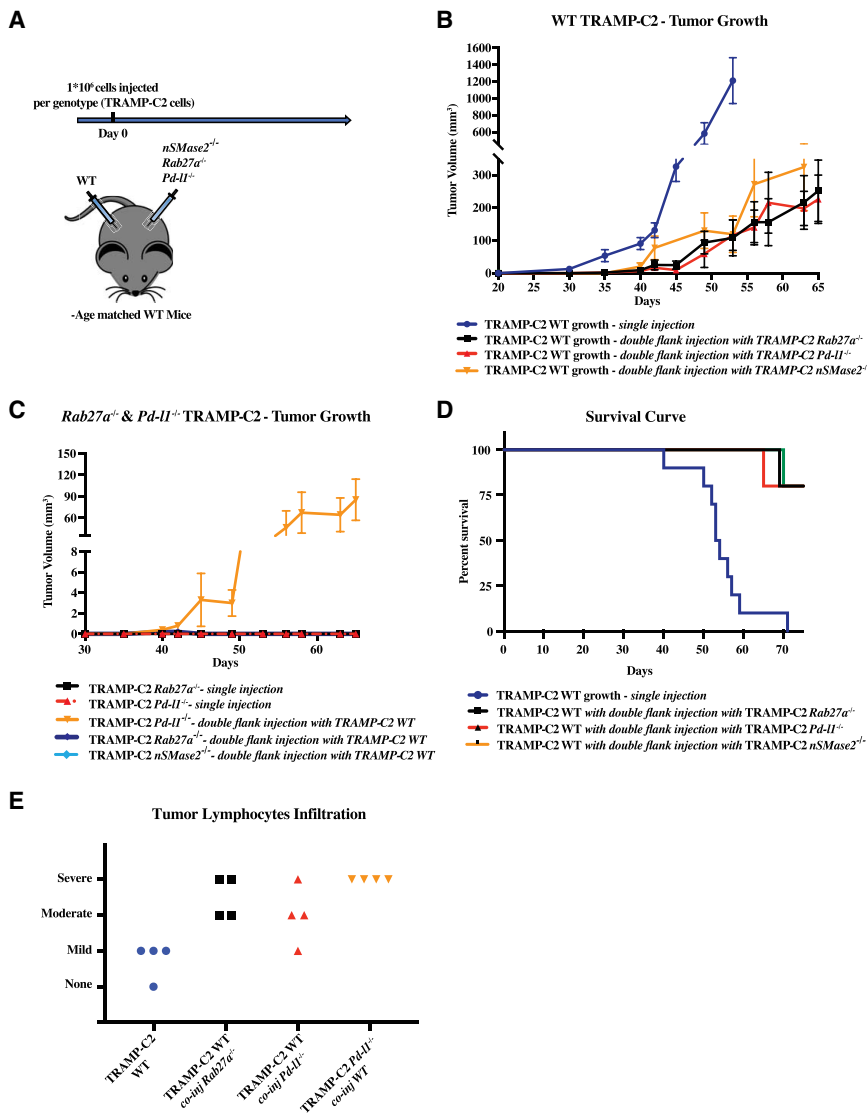 A
1*10⁶ cells injected
per genotype (TRAMP-C2 cells)
Day 0
nSMase2⁻/⁻
Rab27a⁻/⁻
Pd-l1⁻/⁻
WT
-Age matched WT Mice
B
WT TRAMP-C2 - Tumor Growth
Tumor Volume (mm³)
1600
1400
1200
1000
800
600
300
200
100
0
20 25 30 35 40 45 50 55 60 65
Days
TRAMP-C2 WT growth - single injection
TRAMP-C2 WT growth - double flank injection with TRAMP-C2 Rab27a⁻/⁻
TRAMP-C2 WT growth - double flank injection with TRAMP-C2 Pd-l1⁻/⁻
TRAMP-C2 WT growth - double flank injection with TRAMP-C2 nSMase2⁻/
C
Rab27a⁻/⁻ & Pd-l1⁻/⁻ TRAMP-C2 - Tumor Growth
Tumor Volume (mm³)
150
120
90
60
8
6
4
2
0
30 40 50 60
Days
TRAMP-C2 Rab27a⁻/⁻- single injection
TRAMP-C2 Pd-l1⁻/⁻- single injection
TRAMP-C2 Pd-l1⁻/⁻- double flank injection with TRAMP-C2 WT
TRAMP-C2 Rab27a⁻/⁻- double flank injection with TRAMP-C2 WT
TRAMP-C2 nSMase2⁻/⁻- double flank injection with TRAMP-C2 WT
D
Survival Curve
Percent survival
100
75
50
25
0
0 10 20 30 40 50 60 70
Days
TRAMP-C2 WT growth - single injection
TRAMP-C2 WT with double flank injection with TRAMP-C2 Rab27a⁻/⁻
TRAMP-C2 WT with double flank injection with TRAMP-C2 Pd-l1⁻/⁻
TRAMP-C2 WT with double flank injection with TRAMP-C2 nSMase2⁻/⁻
E
Tumor Lymphocytes Infiltration
Severe
Moderate
Mild
None
TRAMP-C2
WT
TRAMP-C2 WT
co-inj Rab27a⁻/⁻
TRAMP-C2 WT
co-inj Pd-l1⁻/⁻
TRAMP-C2 Pd-l1⁻/⁻
co-inj WT